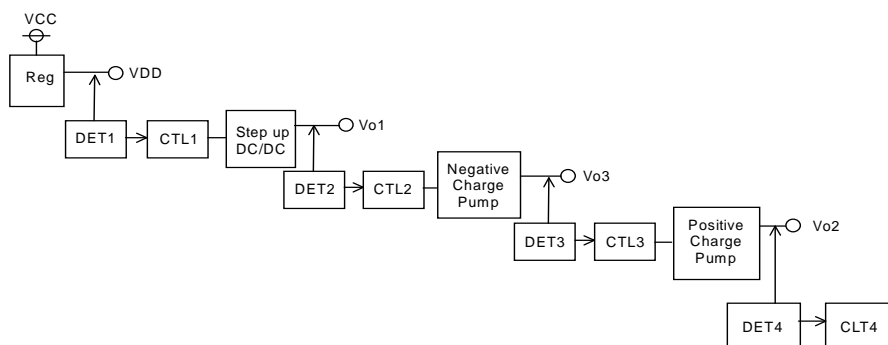 VCC
Reg
VDD
DET1
CTL1
Step up
DC/DC
Vo1
DET2
CTL2
Negative
Charge
Pump
Vo3
DET3
CTL3
Positive
Charge
Pump
Vo2
DET4
CLT4